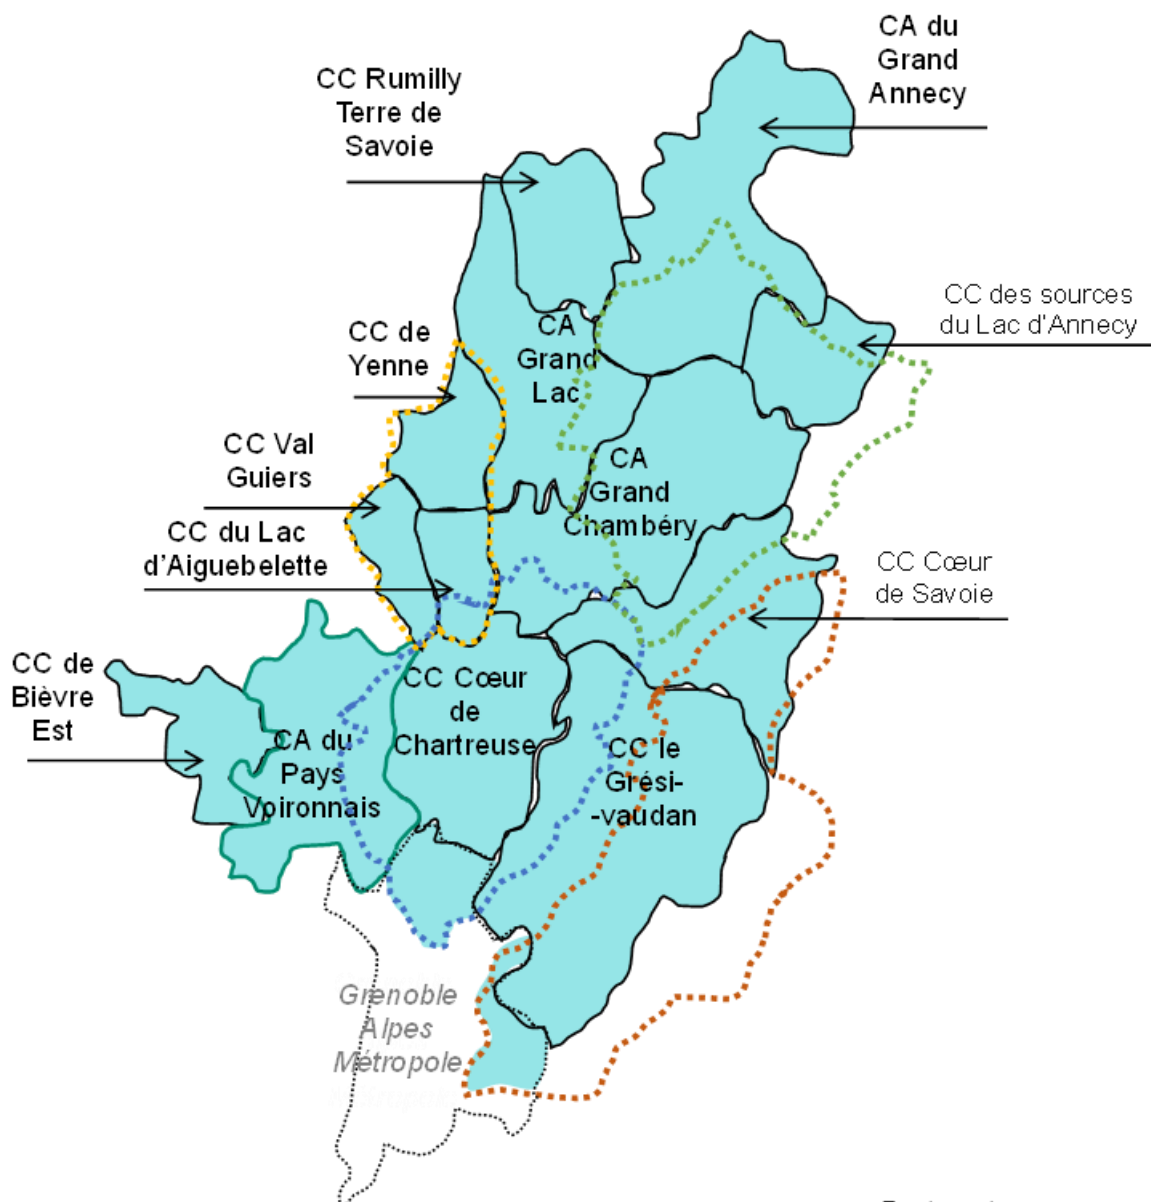 CA du
Grand
Annecy
CC Rumilly
Terre de
Savoie
CC des sources
du Lac d'Annecy
CA
Grand
Lac
CC de
Yenne
CC Val
Guiers
CA
Grand
Chambéry
CC du Lac
d'Aiguebelette
CC Cœur
de Savoie
CC de
Bièvre
Est
CC Cœur
de
Chartreuse
CA du
Pays
Voironnais
CC le
Grési-
-vaudan
Grenoble
Alpes
Métropole